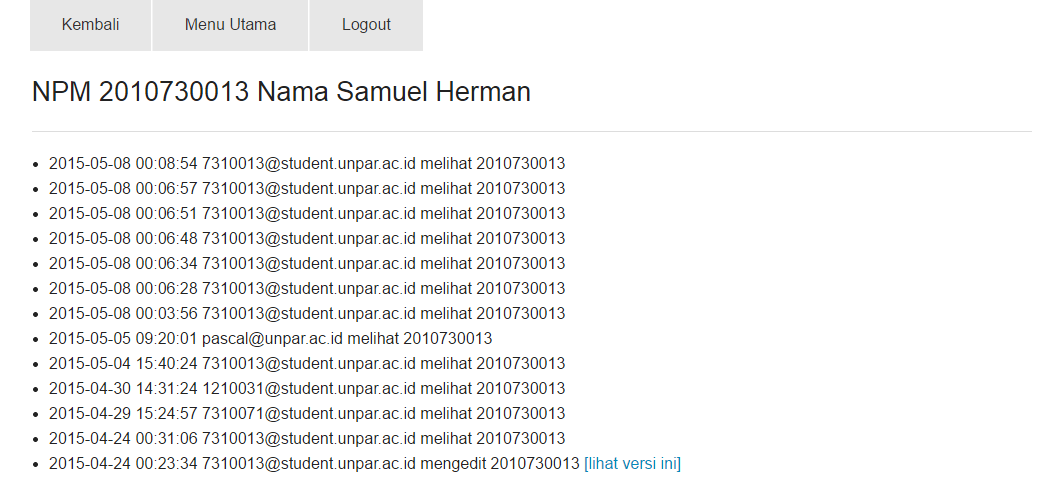 Kembali Menu Utama Logout
NPM 2010730013 Nama Samuel Herman
2015-05-08 00:08:54 7310013@student.unpar.ac.id melihat 2010730013
2015-05-08 00:06:57 7310013@student.unpar.ac.id melihat 2010730013
2015-05-08 00:06:51 7310013@student.unpar.ac.id melihat 2010730013
2015-05-08 00:06:48 7310013@student.unpar.ac.id melihat 2010730013
2015-05-08 00:06:34 7310013@student.unpar.ac.id melihat 2010730013
2015-05-08 00:06:28 7310013@student.unpar.ac.id melihat 2010730013
2015-05-08 00:03:56 7310013@student.unpar.ac.id melihat 2010730013
2015-05-05 09:20:01 pascal@unpar.ac.id melihat 2010730013
2015-05-04 15:40:24 7310013@student.unpar.ac.id melihat 2010730013
2015-04-30 14:31:24 1210031@student.unpar.ac.id melihat 2010730013
2015-04-29 15:24:57 7310071@student.unpar.ac.id melihat 2010730013
2015-04-24 00:31:06 7310013@student.unpar.ac.id melihat 2010730013
2015-04-24 00:23:34 7310013@student.unpar.ac.id mengedit 2010730013 [lihat versi ini]